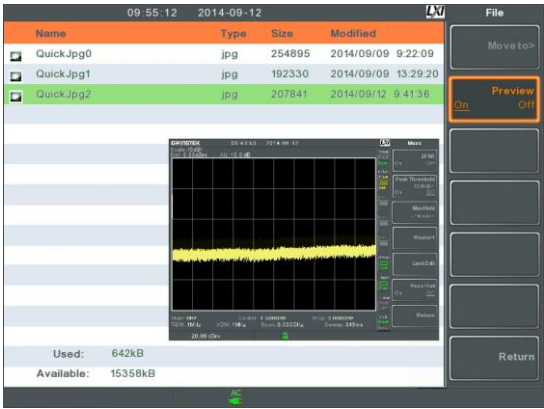 09:55:12 2014-09-12 LXI File
Name Type Size Modified
Move to>
QuickJpg0 jpg 254895 2014/09/09 9:22:09
QuickJpg1 jpg 192330 2014/09/09 13:29:20
QuickJpg2 jpg 207841 2014/09/12 9:41:36
Preview
On Off
GWINSTEK
Meas
Peak Threshold
Restart
Limit Edit
Pass/Fail
Return
Used: 642kB
Available: 15358kB
Return
AC